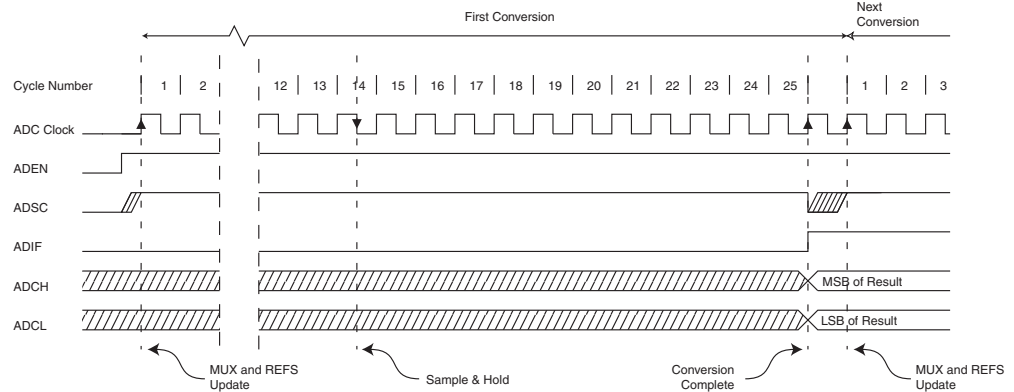 First Conversion
Next
Conversion
Cycle Number 1 2 12 13 14 15 16 17 18 19 20 21 22 23 24 25 1 2 3
ADC Clock
ADEN
ADSC
ADIF
ADCH MSB of Result
ADCL LSB of Result
MUX and REFS
Update
Sample & Hold
Conversion
Complete
MUX and REFS
Update